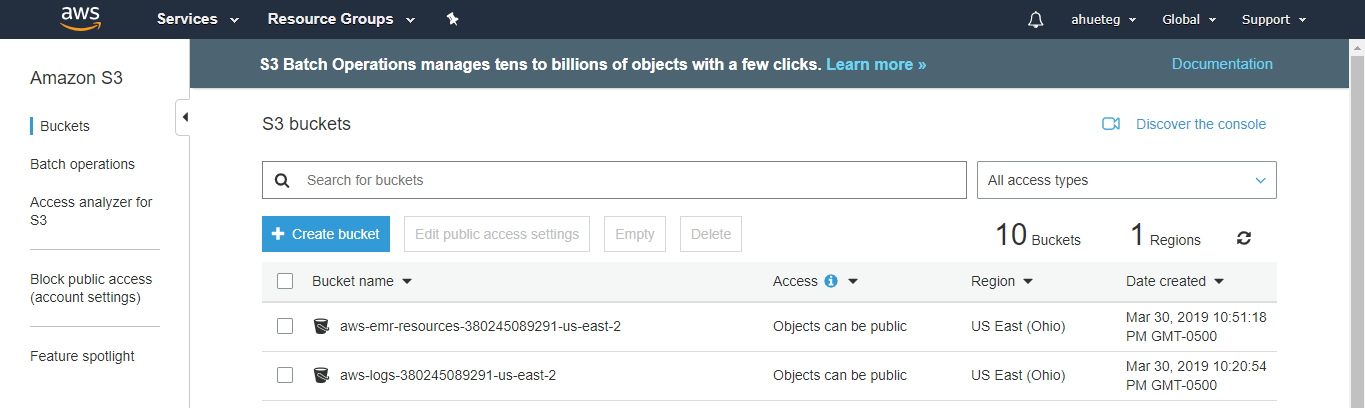 aws Services Resource Groups ahueteg Global Support
Amazon S3
S3 Batch Operations manages tens to billions of objects with a few clicks. Learn more » Documentation
Buckets
Batch operations
Access analyzer for
S3
Block public access
(account settings)
Feature spotlight
S3 buckets Discover the console
Search for buckets All access types
+ Create bucket Edit public access settings Empty Delete 10 Buckets 1 Regions
Bucket name Access i Region Date created
aws-emr-resources-380245089291-us-east-2 Objects can be public US East (Ohio) Mar 30, 2019 10:51:18
PM GMT-0500
aws-logs-380245089291-us-east-2 Objects can be public US East (Ohio) Mar 30, 2019 10:20:54
PM GMT-0500